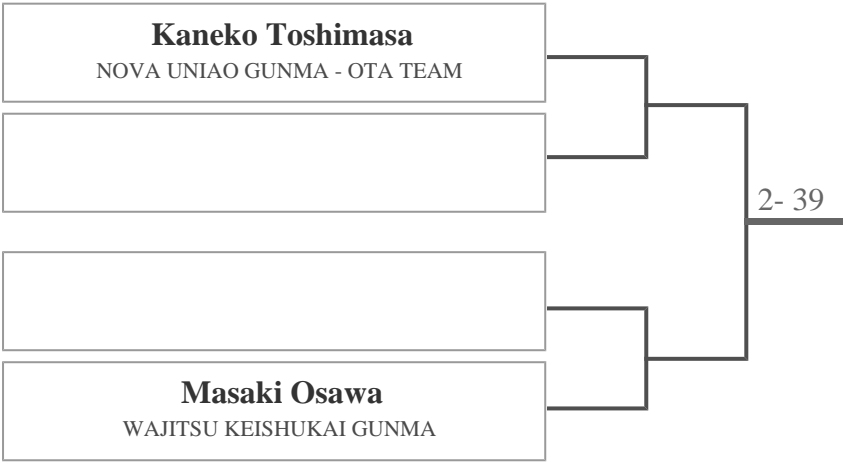 Kaneko Toshimasa
NOVA UNIAO GUNMA - OTA TEAM
2- 39
Masaki Osawa
WAJITSU KEISHUKAI GUNMA